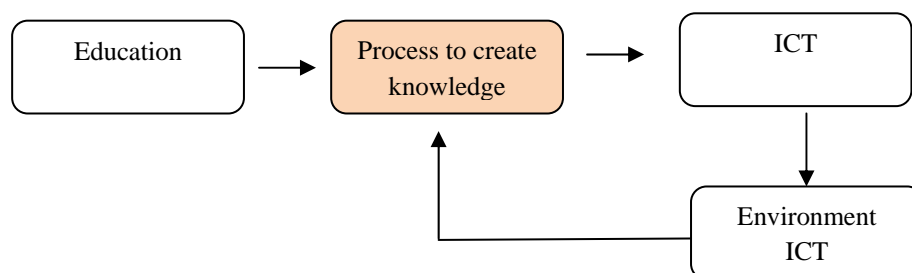 Education
Process to create
knowledge
ICT
Environment
ICT